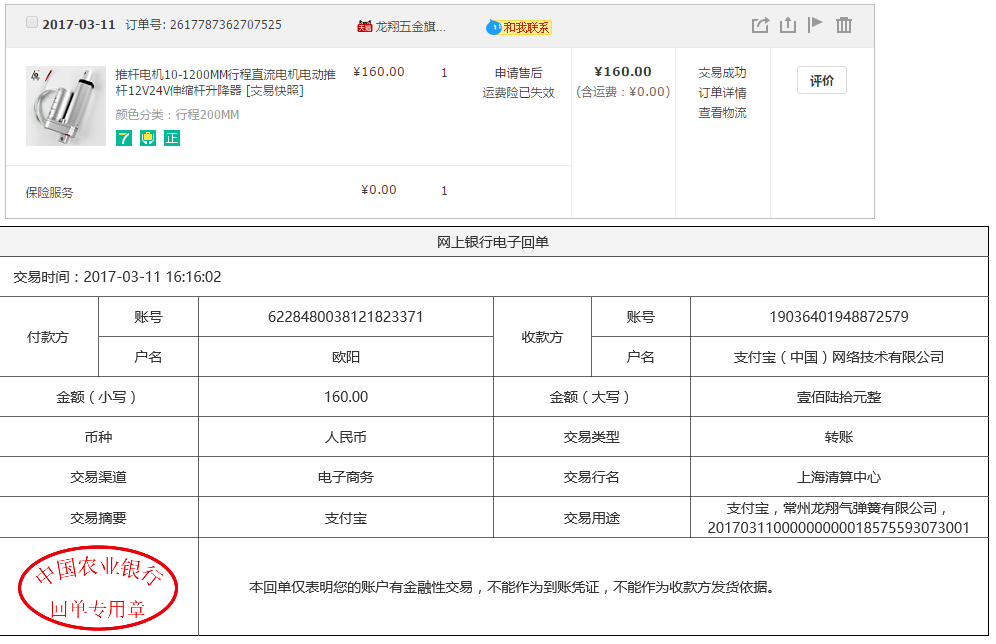 2017-03-11 订单号: 2617787362707525 天猫 龙翔五金旗... 和我联系
推杆电机10-1200MM行程直流电机电动推 ¥160.00 1 申请售后 ¥160.00 交易成功 评价
杆12V24V伸缩杆升降器 [交易快照] 运费险已失效 (含运费：¥0.00) 订单详情
颜色分类：行程200MM 查看物流
7 正
保险服务 ¥0.00 1
网上银行电子回单
交易时间：2017-03-11 16:16:02
付款方 账号 6228480038121823371 收款方 账号 19036401948872579
户名 欧阳 户名 支付宝（中国）网络技术有限公司
金额（小写） 160.00 金额（大写） 壹佰陆拾元整
币种 人民币 交易类型 转账
交易渠道 电子商务 交易行名 上海清算中心
交易摘要 支付宝 交易用途 支付宝，常州龙翔气弹簧有限公司，
20170311000000000018575593073001
中国农业银行
回单专用章
本回单仅表明您的账户有金融性交易，不能作为到账凭证，不能作为收款方发货依据。